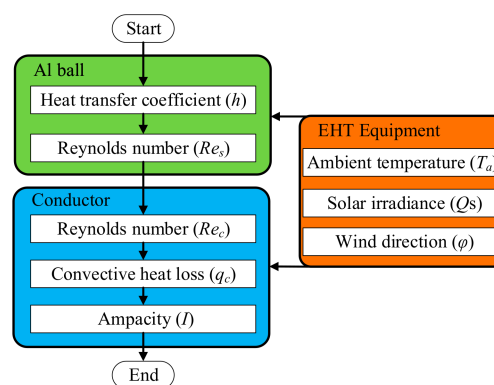 Start
Al ball
Heat transfer coefficient (h)
Reynolds number (Res)
Conductor
Reynolds number (Rec)
Convective heat loss (qc)
Ampacity (I)
End
EHT Equipment
Ambient temperature (Ta)
Solar irradiance (Qs)
Wind direction (φ)